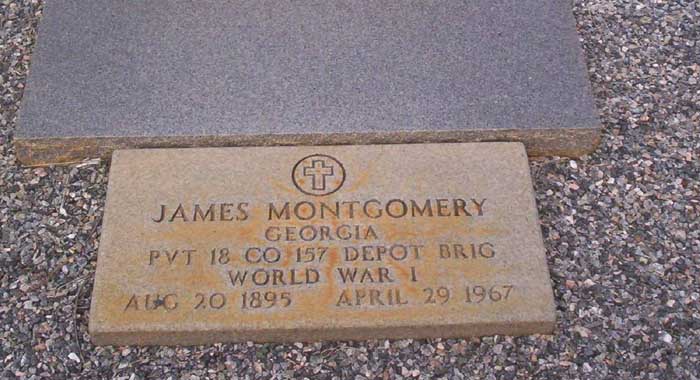 JAMES MONTGOMERY
GEORGIA
PVT 18 CO 157 DEPOT BRIG
WORLD WAR I
AUG 20 1895 APRIL 29 1967